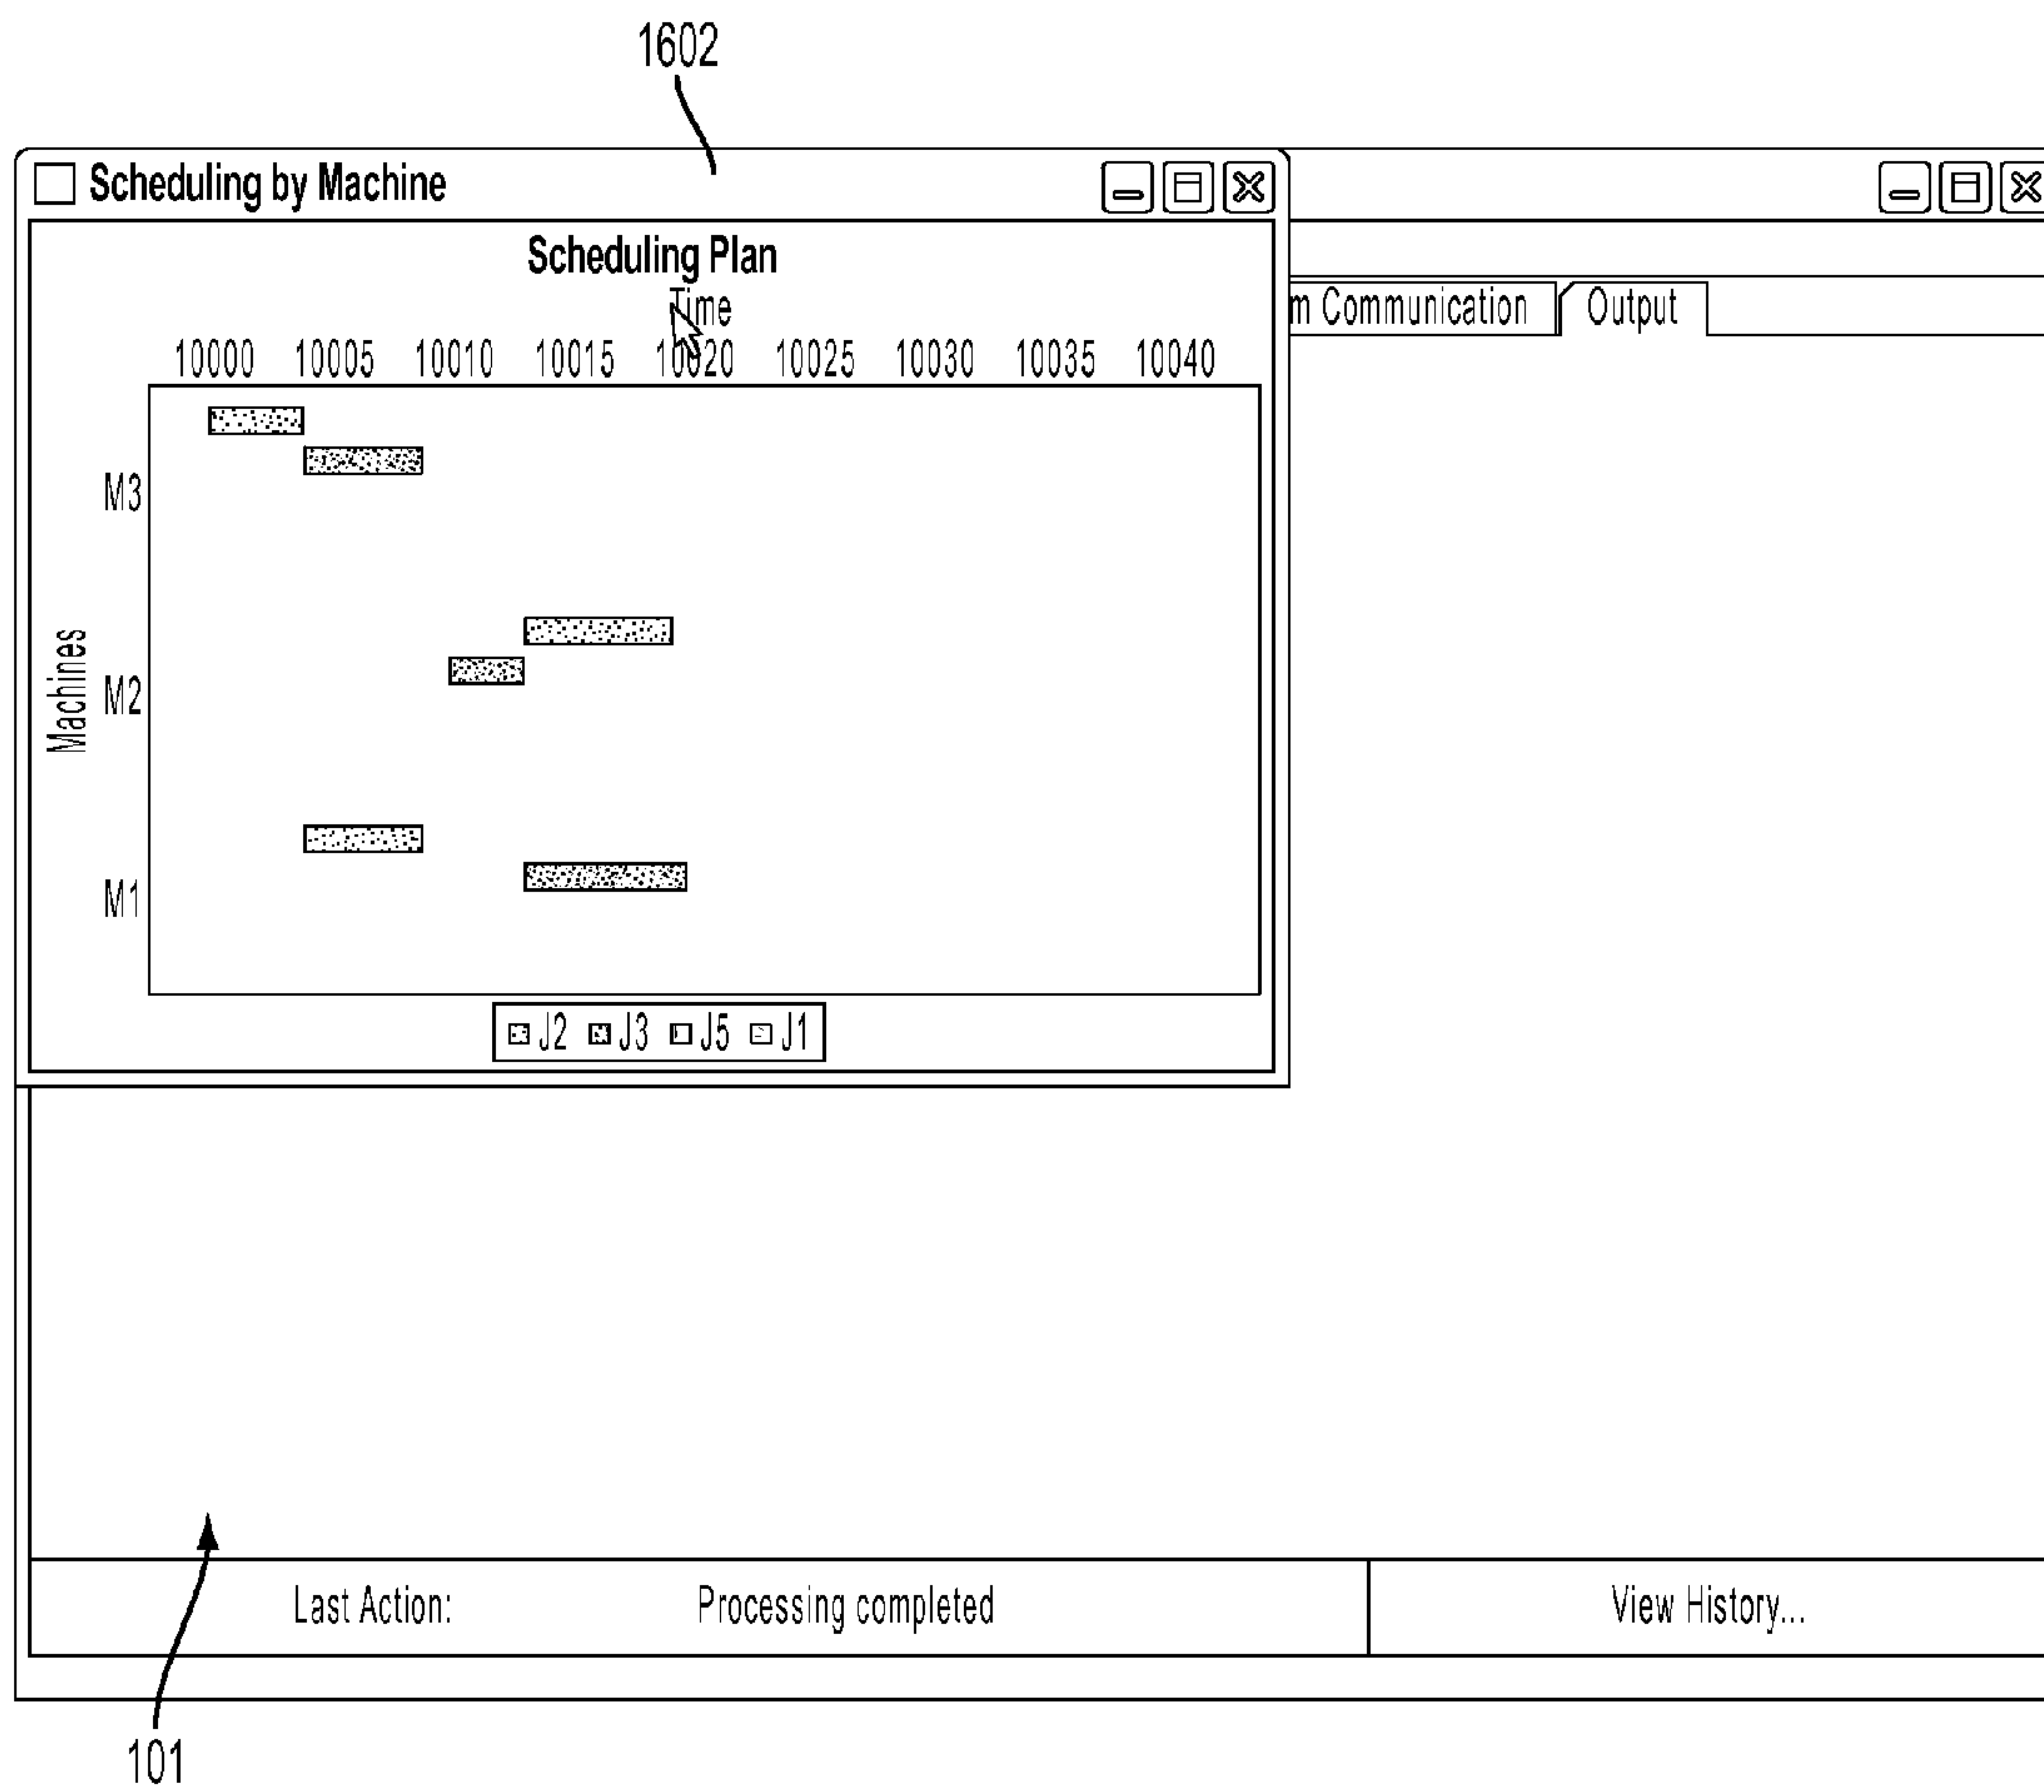 1602
Scheduling by Machine
Scheduling Plan
Time
m Communication
Output
10000 10005 10010 10015 10020 10025 10030 10035 10040
M3
Machines
M2
M1
J2 J3 J5 J1
Last Action: Processing completed View History...
101